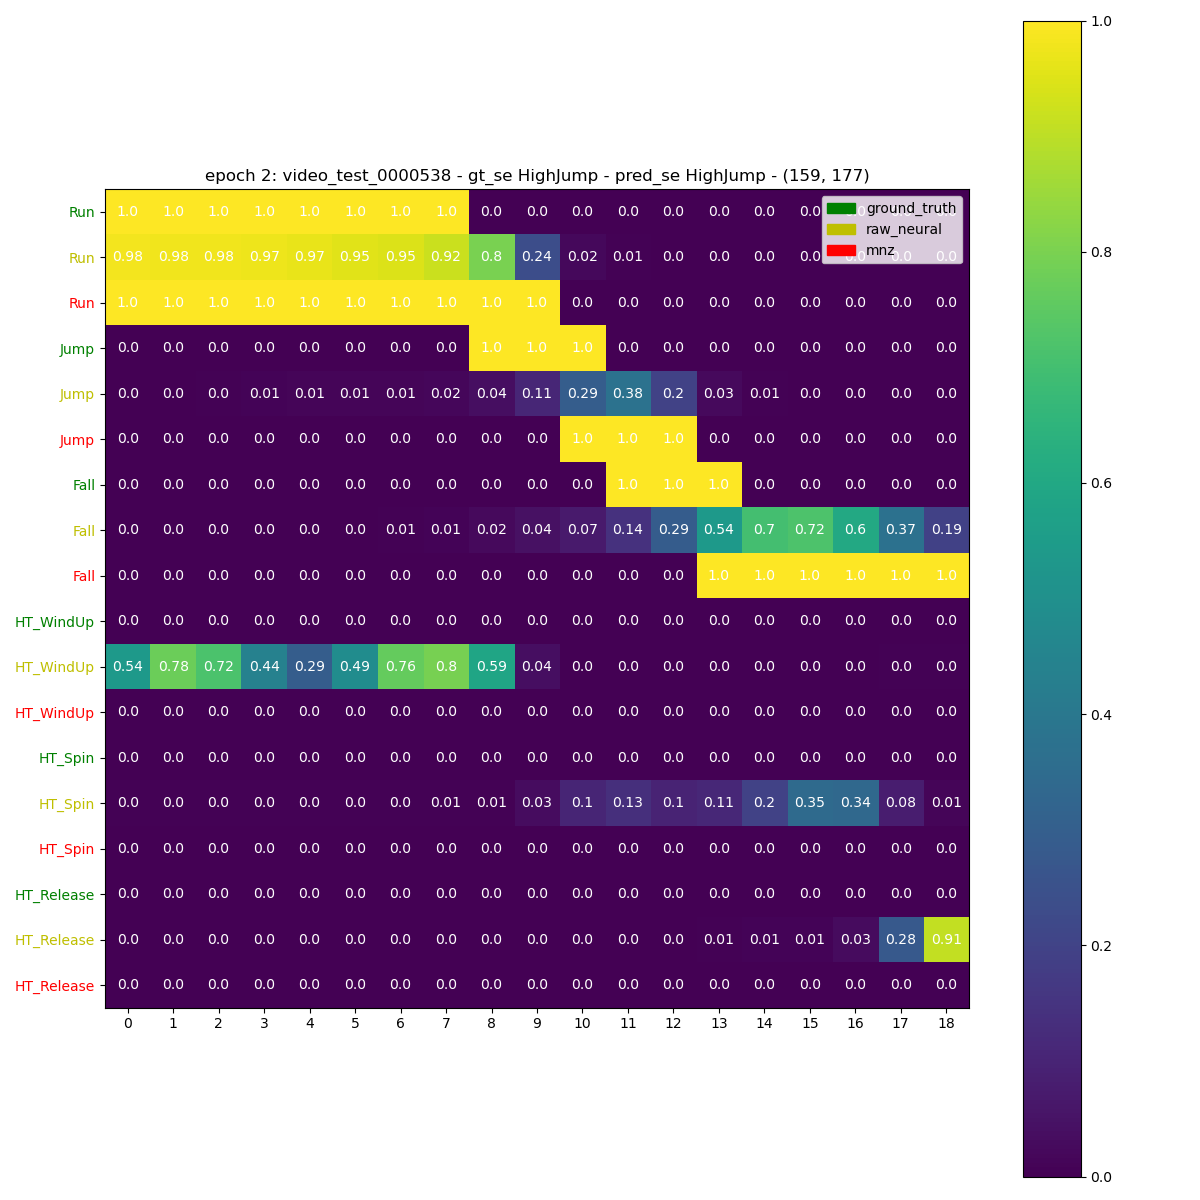 epoch 2: video_test_0000538 - gt_se HighJump - pred_se HighJump - (159, 177)
ground_truth
raw_neural
mnz
Run 1.0 1.0 1.0 1.0 1.0 1.0 1.0 1.0 0.0 0.0 0.0 0.0 0.0 0.0 0.0 0.0
Run 0.98 0.98 0.98 0.97 0.97 0.95 0.95 0.92 0.8 0.24 0.02 0.01 0.0 0.0 0.0 0.0 0.0 0.0 0.0
Run 1.0 1.0 1.0 1.0 1.0 1.0 1.0 1.0 1.0 1.0 0.0 0.0 0.0 0.0 0.0 0.0 0.0 0.0 0.0
Jump 0.0 0.0 0.0 0.0 0.0 0.0 0.0 0.0 1.0 1.0 1.0 0.0 0.0 0.0 0.0 0.0 0.0 0.0 0.0
Jump 0.0 0.0 0.0 0.01 0.01 0.01 0.01 0.02 0.04 0.11 0.29 0.38 0.2 0.03 0.01 0.0 0.0 0.0 0.0
Jump 0.0 0.0 0.0 0.0 0.0 0.0 0.0 0.0 0.0 0.0 1.0 1.0 1.0 0.0 0.0 0.0 0.0 0.0 0.0
Fall 0.0 0.0 0.0 0.0 0.0 0.0 0.0 0.0 0.0 0.0 0.0 1.0 1.0 1.0 0.0 0.0 0.0 0.0 0.0
Fall 0.0 0.0 0.0 0.0 0.0 0.0 0.01 0.01 0.02 0.04 0.07 0.14 0.29 0.54 0.7 0.72 0.6 0.37 0.19
Fall 0.0 0.0 0.0 0.0 0.0 0.0 0.0 0.0 0.0 0.0 0.0 0.0 0.0 1.0 1.0 1.0 1.0 1.0 1.0
HT_WindUp 0.0 0.0 0.0 0.0 0.0 0.0 0.0 0.0 0.0 0.0 0.0 0.0 0.0 0.0 0.0 0.0 0.0 0.0 0.0
HT_WindUp 0.54 0.78 0.72 0.44 0.29 0.49 0.76 0.8 0.59 0.04 0.0 0.0 0.0 0.0 0.0 0.0 0.0 0.0 0.0
HT_WindUp 0.0 0.0 0.0 0.0 0.0 0.0 0.0 0.0 0.0 0.0 0.0 0.0 0.0 0.0 0.0 0.0 0.0 0.0 0.0
HT_Spin 0.0 0.0 0.0 0.0 0.0 0.0 0.0 0.0 0.0 0.0 0.0 0.0 0.0 0.0 0.0 0.0 0.0 0.0 0.0
HT_Spin 0.0 0.0 0.0 0.0 0.0 0.0 0.0 0.01 0.01 0.03 0.1 0.13 0.1 0.11 0.2 0.35 0.34 0.08 0.01
HT_Spin 0.0 0.0 0.0 0.0 0.0 0.0 0.0 0.0 0.0 0.0 0.0 0.0 0.0 0.0 0.0 0.0 0.0 0.0 0.0
HT_Release 0.0 0.0 0.0 0.0 0.0 0.0 0.0 0.0 0.0 0.0 0.0 0.0 0.0 0.0 0.0 0.0 0.0 0.0 0.0
HT_Release 0.0 0.0 0.0 0.0 0.0 0.0 0.0 0.0 0.0 0.0 0.0 0.0 0.0 0.01 0.01 0.01 0.03 0.28 0.91
HT_Release 0.0 0.0 0.0 0.0 0.0 0.0 0.0 0.0 0.0 0.0 0.0 0.0 0.0 0.0 0.0 0.0 0.0 0.0 0.0
0 1 2 3 4 5 6 7 8 9 10 11 12 13 14 15 16 17 18
1.0
0.8
0.6
0.4
0.2
0.0